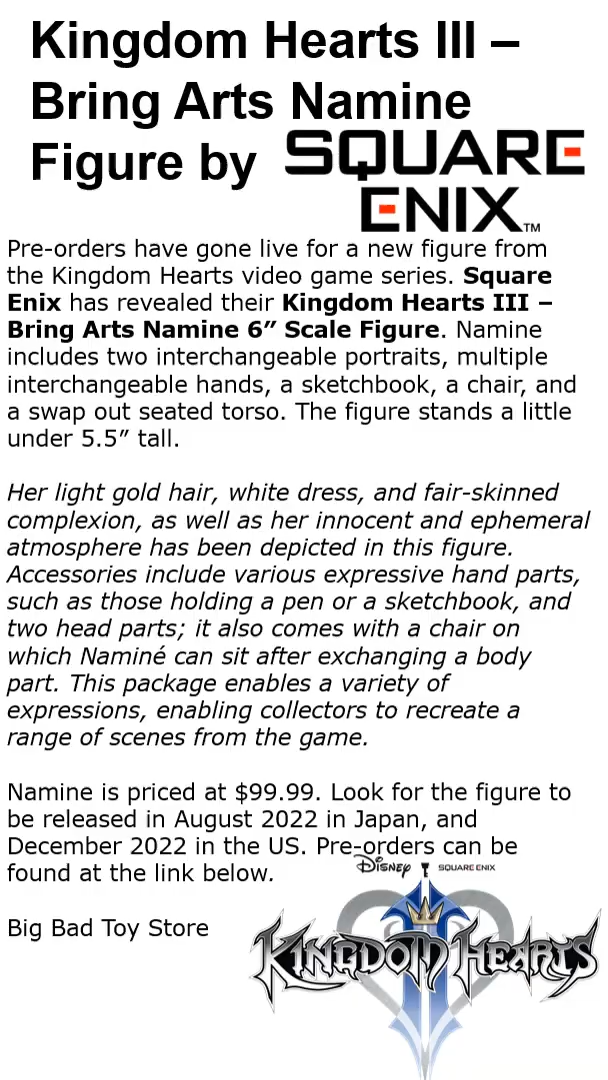 Kingdom Hearts III –
Bring Arts Namine
Figure by SQUARE
ENIX™
Pre-orders have gone live for a new figure from
the Kingdom Hearts video game series. Square
Enix has revealed their Kingdom Hearts III –
Bring Arts Namine 6” Scale Figure. Namine
includes two interchangeable portraits, multiple
interchangeable hands, a sketchbook, a chair, and
a swap out seated torso. The figure stands a little
under 5.5” tall.
Her light gold hair, white dress, and fair-skinned
complexion, as well as her innocent and ephemeral
atmosphere has been depicted in this figure.
Accessories include various expressive hand parts,
such as those holding a pen or a sketchbook, and
two head parts; it also comes with a chair on
which Naminé can sit after exchanging a body
part. This package enables a variety of
expressions, enabling collectors to recreate a
range of scenes from the game.
Namine is priced at $99.99. Look for the figure to
be released in August 2022 in Japan, and
December 2022 in the US. Pre-orders can be
found at the link below.
Disney SQUARE ENIX
Big Bad Toy Store
KINGDOM HEARTS
II